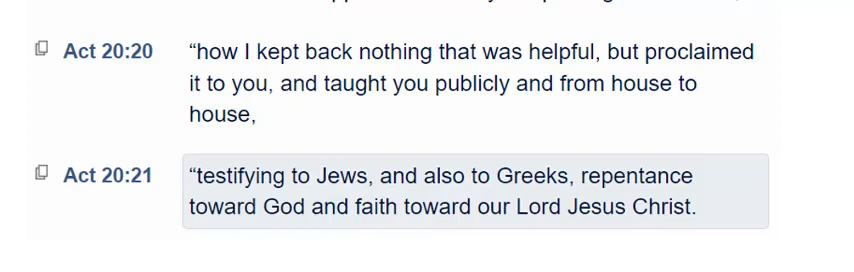 Act 20:20 “how I kept back nothing that was helpful, but proclaimed
it to you, and taught you publicly and from house to
house,
Act 20:21 “testifying to Jews, and also to Greeks, repentance
toward God and faith toward our Lord Jesus Christ.